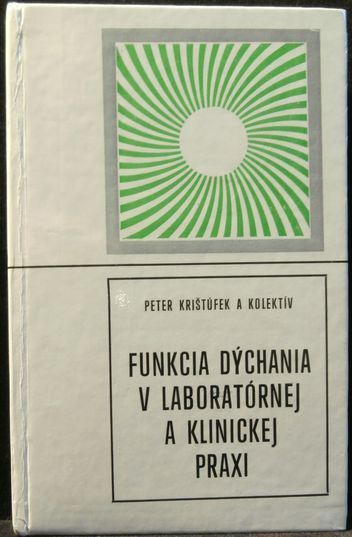 PETER KRIŠTÚFEK A KOLEKTÍV
FUNKCIA DÝCHANIA
V LABORATÓRNEJ
A KLINICKEJ
PRAXI